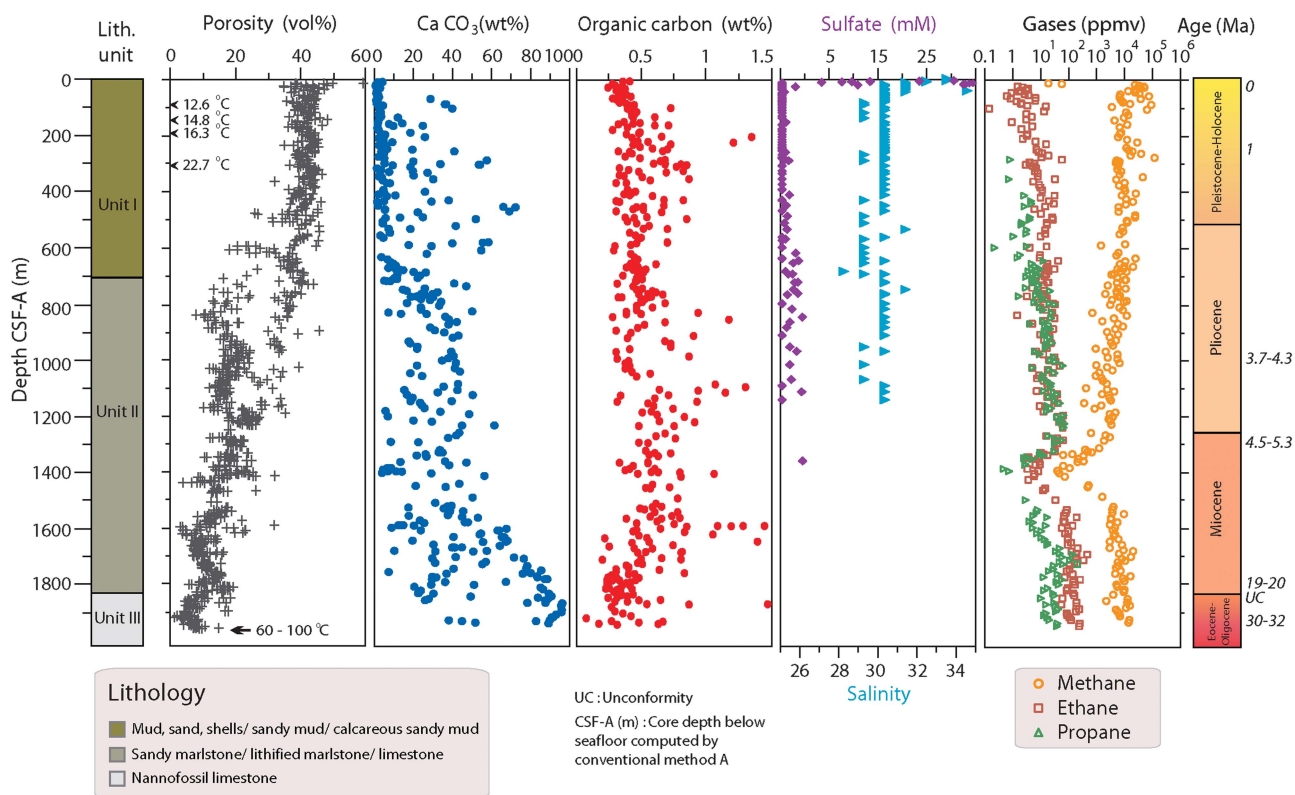 Lith.
unit
Porosity (vol%)
Ca CO3(wt%)
Organic carbon (wt%)
Sulfate (mM)
Gases (ppmv)
Age (Ma)
0 20 40 60
0 20 40 60 80 100
0 0.5 1 1.5
5 15 25
0.1 1 10^1 10^2 10^3 10^4 10^5 10^6
Depth CSF-A (m)
0
200
400
600
800
1000
1200
1400
1600
1800
Unit I
Unit II
Unit III
12.6 °C
14.8 °C
16.3 °C
22.7 °C
60 - 100 °C
26 28 30 32 34
Salinity
Pleistocene-Holocene
Pliocene
Miocene
Eocene-
Oligocene
0
1
3.7-4.3
4.5-5.3
19-20
UC
30-32
Lithology
Mud, sand, shells/ sandy mud/ calcareous sandy mud
Sandy marlstone/ lithified marlstone/ limestone
Nannofossil limestone
UC : Unconformity
CSF-A (m) : Core depth below
seafloor computed by
conventional method A
Methane
Ethane
Propane